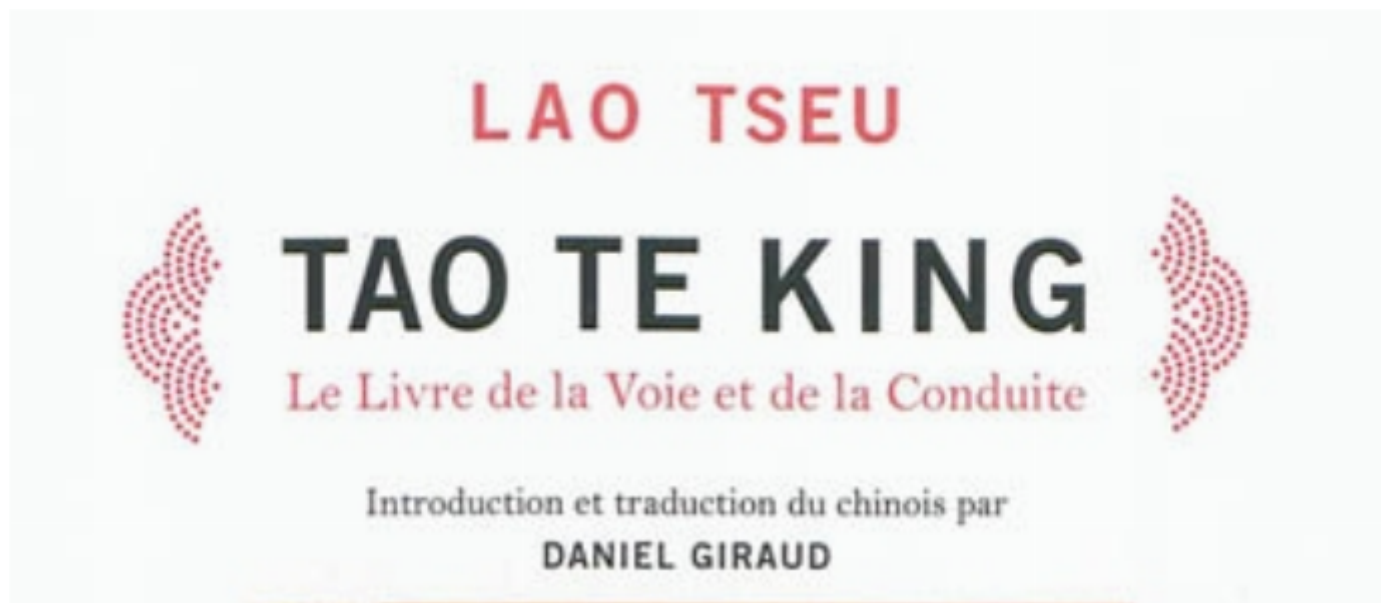 LAO TSEU
TAO TE KING
Le Livre de la Voie et de la Conduite
Introduction et traduction du chinois par
DANIEL GIRAUD